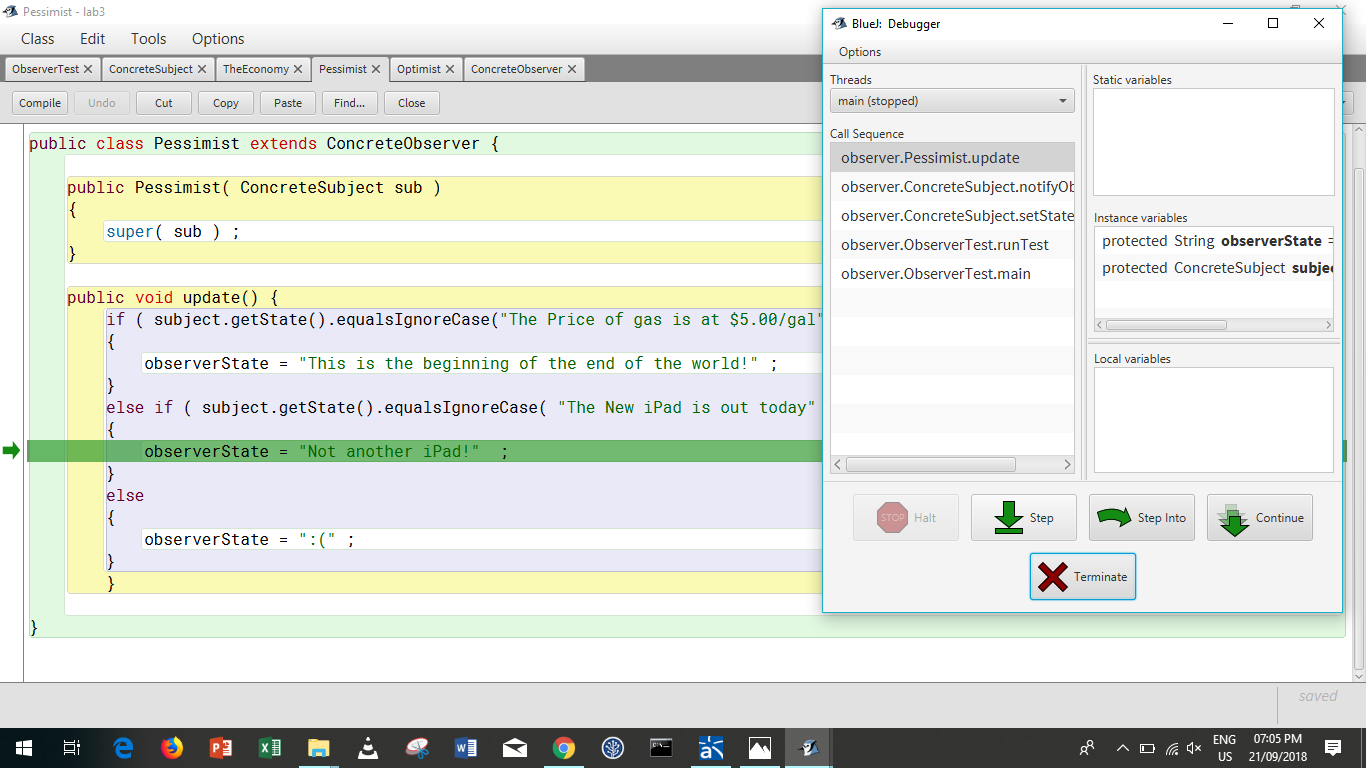 Pessimist - lab3
Class Edit Tools Options
ObserverTest ConcreteSubject TheEconomy Pessimist Optimist ConcreteObserver
Compile Undo Cut Copy Paste Find... Close
public class Pessimist extends ConcreteObserver {
public Pessimist( ConcreteSubject sub )
{
super( sub ) ;
}
public void update() {
if ( subject.getState().equalsIgnoreCase("The Price of gas is at $5.00/gal"
{
observerState = "This is the beginning of the end of the world!" ;
}
else if ( subject.getState().equalsIgnoreCase( "The New iPad is out today"
{
observerState = "Not another iPad!" ;
}
else
{
observerState = ":(" ;
}
}
}
saved
BlueJ: Debugger
Options
Threads
main (stopped)
Call Sequence
observer.Pessimist.update
observer.ConcreteSubject.notifyOb
observer.ConcreteSubject.setState
observer.ObserverTest.runTest
observer.ObserverTest.main
Static variables
Instance variables
protected String observerState =
protected ConcreteSubject subje
Local variables
STOP Halt Step Step Into Continue
Terminate
ENG 07:05 PM
US 21/09/2018